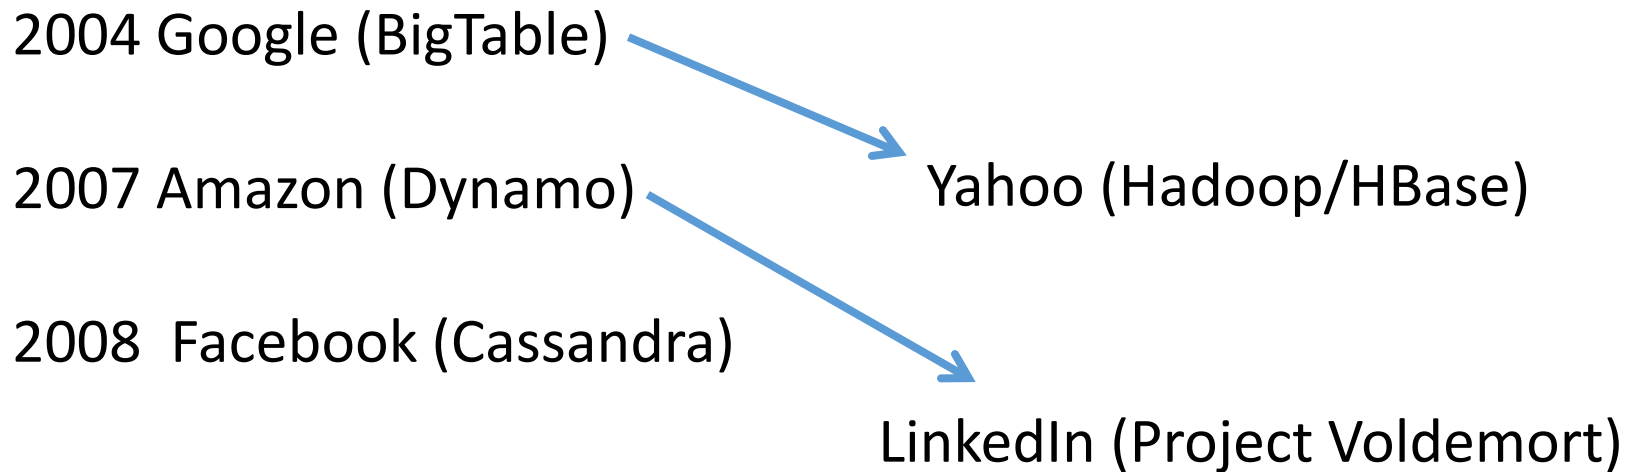 2004 Google (BigTable)
2007 Amazon (Dynamo)
Yahoo (Hadoop/HBase)
2008  Facebook (Cassandra)
LinkedIn (Project Voldemort)